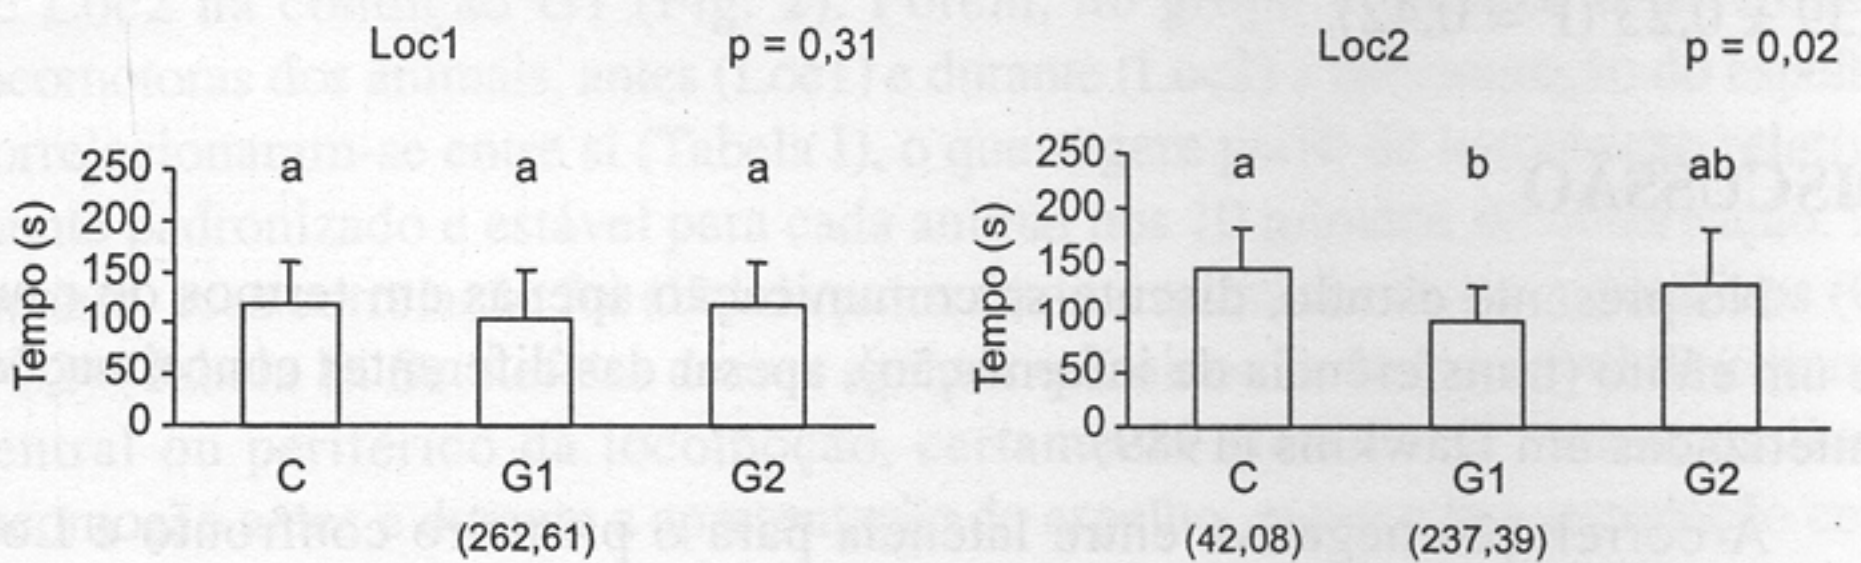 Loc1 p = 0,31
Tempo (s)
250
200
150
100
50
0
a a a
C G1 G2
(262,61)
Loc2 p = 0,02
Tempo (s)
250
200
150
100
50
0
a b ab
C G1 G2
(42,08) (237,39)